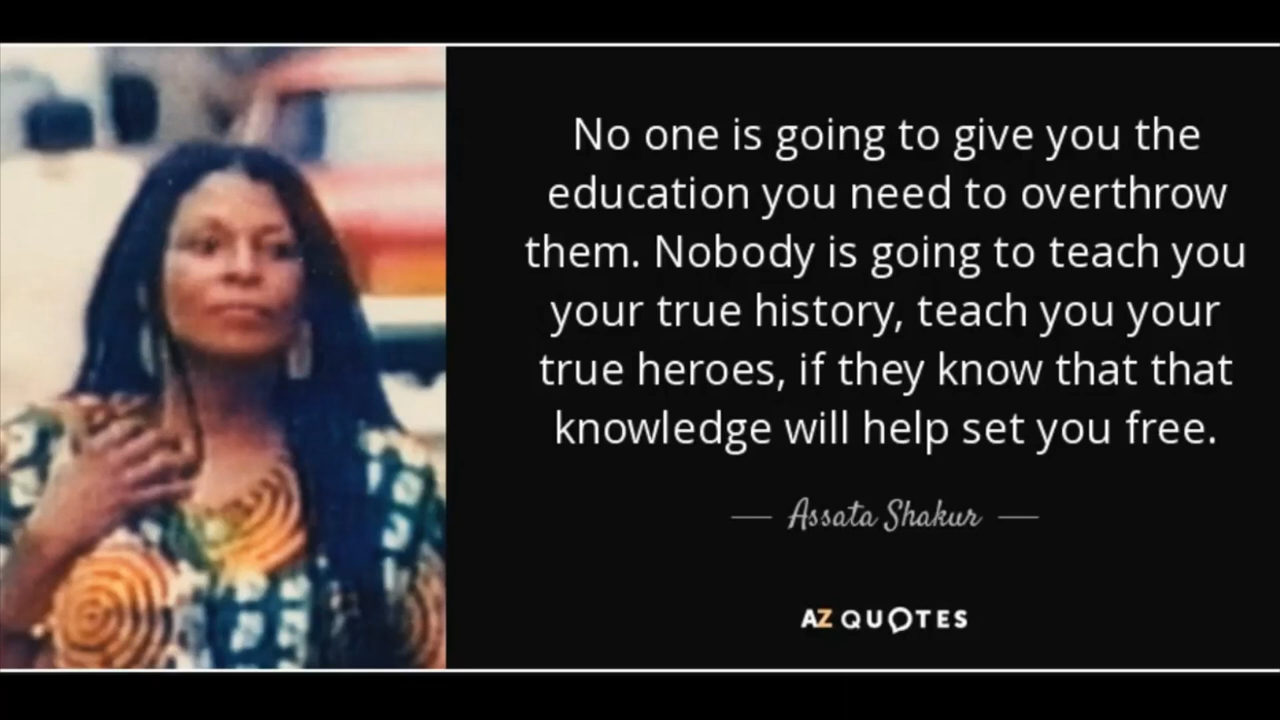 No one is going to give you the
education you need to overthrow
them. Nobody is going to teach you
your true history, teach you your
true heroes, if they know that that
knowledge will help set you free.
— Assata Shakur —
AZ QUOTES